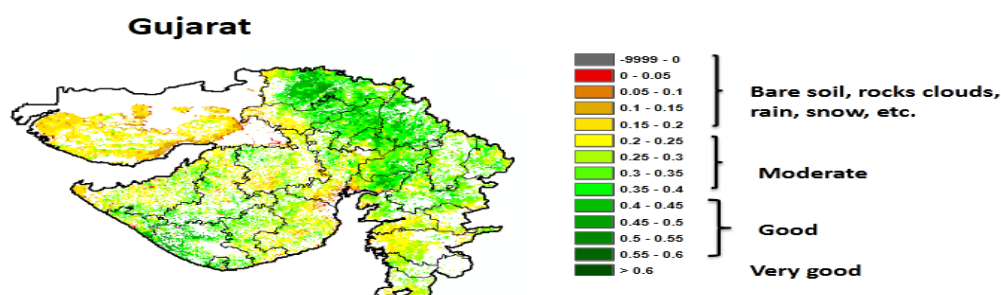 Gujarat
-9999 - 0
0 - 0.05
0.05 - 0.1
0.1 - 0.15
0.15 - 0.2
0.2 - 0.25
0.25 - 0.3
0.3 - 0.35
0.35 - 0.4
0.4 - 0.45
0.45 - 0.5
0.5 - 0.55
0.55 - 0.6
> 0.6
Bare soil, rocks clouds,
rain, snow, etc.
Moderate
Good
Very good